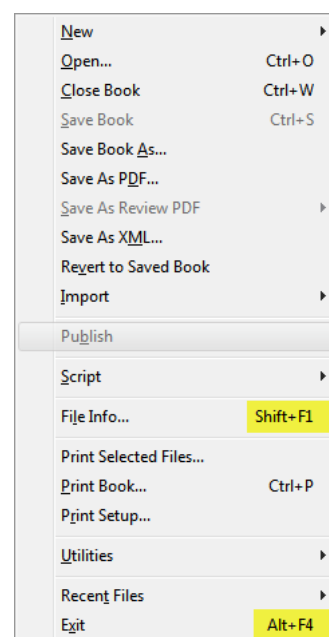 New
Open... Ctrl+O
Close Book Ctrl+W
Save Book Ctrl+S
Save Book As...
Save As PDF...
Save As Review PDF
Save As XML...
Revert to Saved Book
Import
Publish
Script
File Info... Shift+F1
Print Selected Files...
Print Book... Ctrl+P
Print Setup...
Utilities
Recent Files
Exit Alt+F4